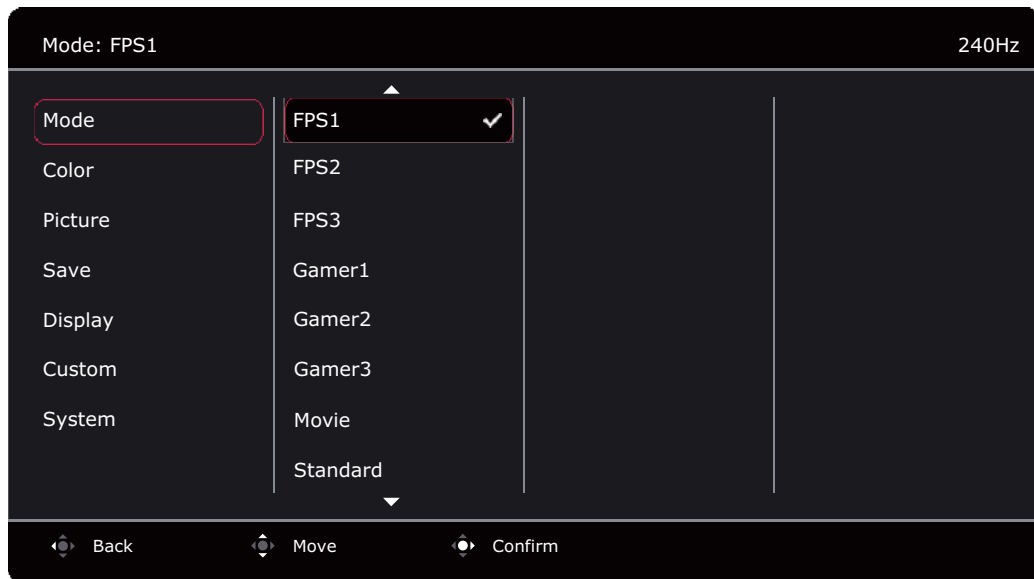 Mode: FPS1
240Hz
Mode
Color
Picture
Save
Display
Custom
System
FPS1
FPS2
FPS3
Gamer1
Gamer2
Gamer3
Movie
Standard
Back
Move
Confirm